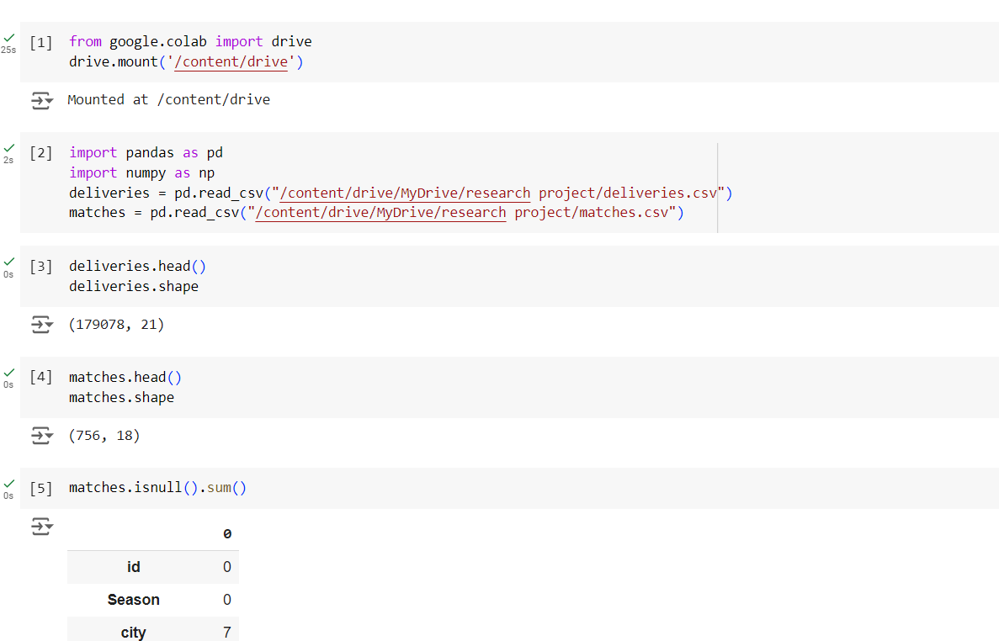 [1] from google.colab import drive
25s
drive.mount('/content/drive')
Mounted at /content/drive
[2] import pandas as pd
2s
import numpy as np
deliveries = pd.read_csv("/content/drive/MyDrive/research project/deliveries.csv")
matches = pd.read_csv("/content/drive/MyDrive/research project/matches.csv")
[3] deliveries.head()
0s
deliveries.shape
(179078, 21)
[4] matches.head()
0s
matches.shape
(756, 18)
[5] matches.isnull().sum()
0s
0
id 0
Season 0
city 7